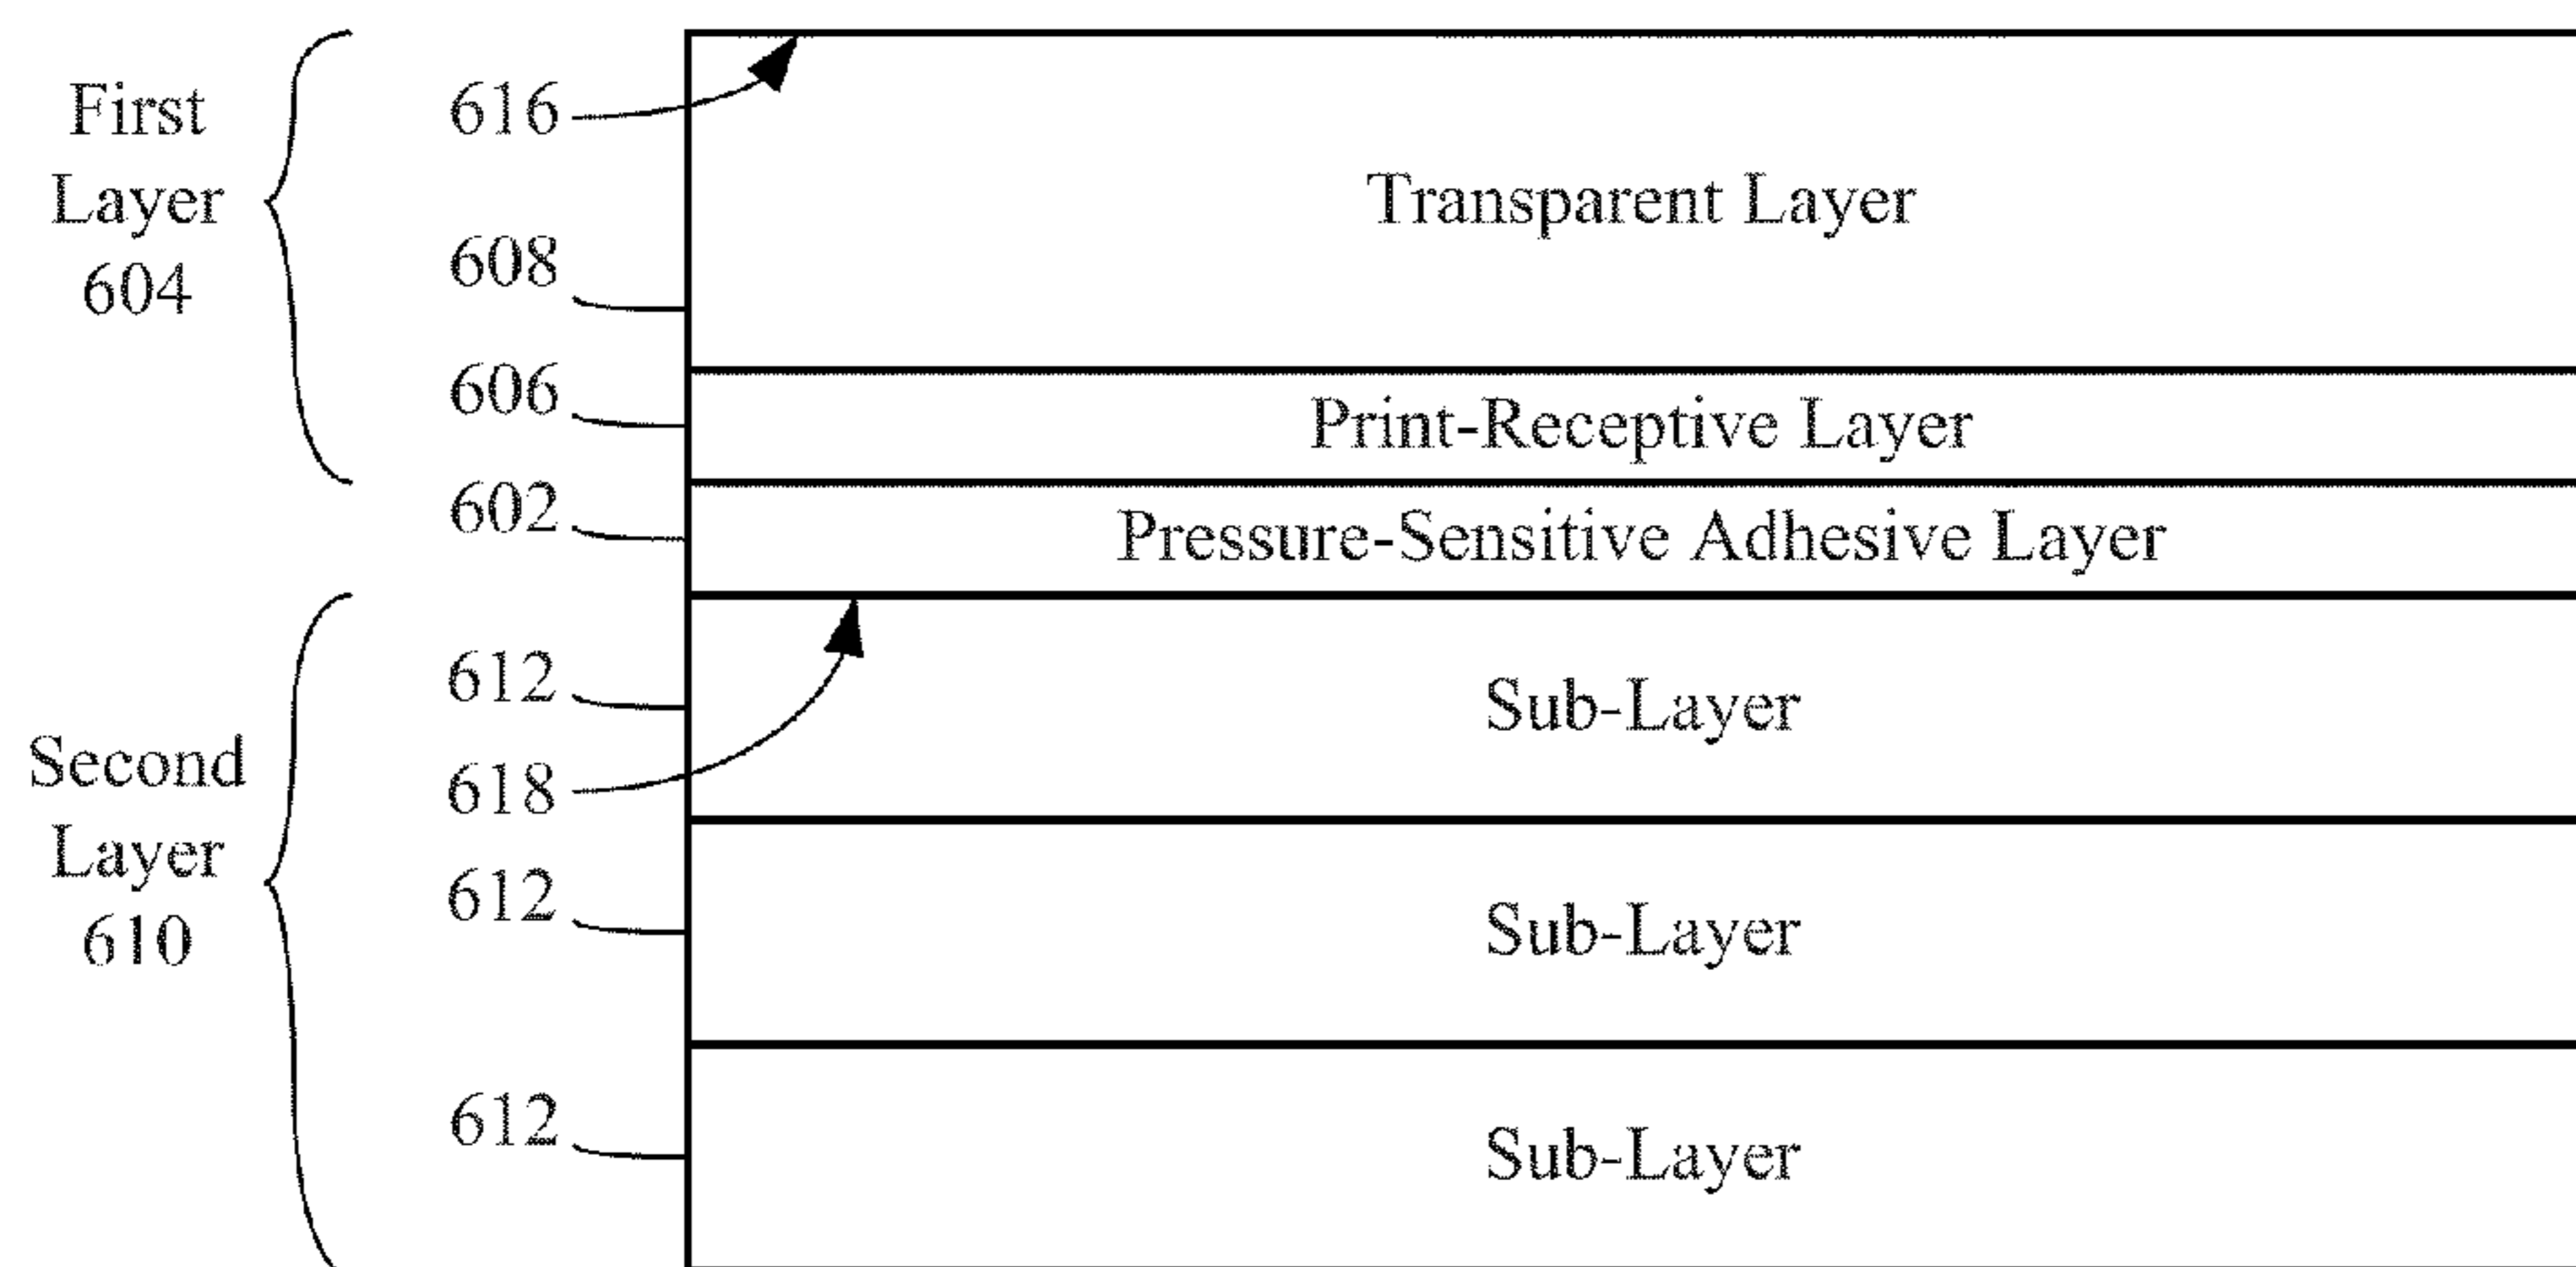 First
Layer
604
616
608
606
602
Transparent Layer
Print-Receptive Layer
Pressure-Sensitive Adhesive Layer
Second
Layer
610
612
618
612
612
Sub-Layer
Sub-Layer
Sub-Layer